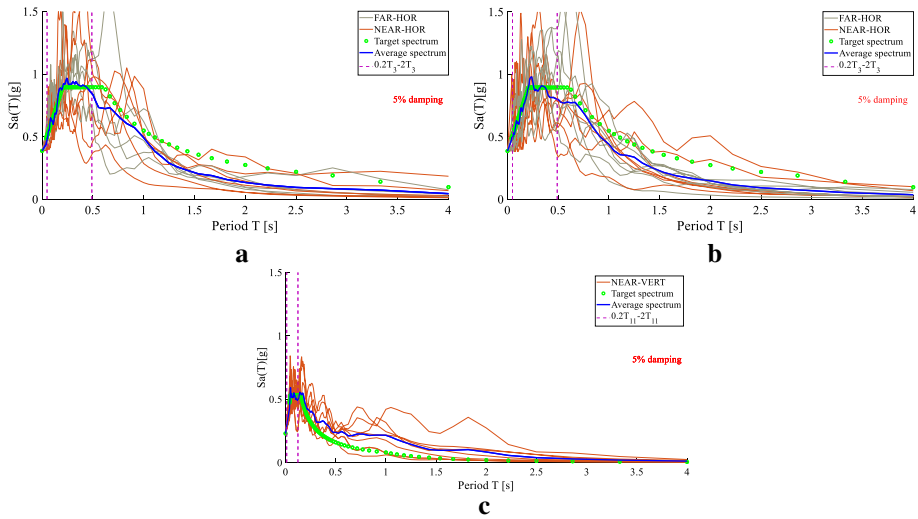 1.5
1
0.5
0
Sa(T)[g]
0 0.5 1 1.5 2 2.5 3 3.5 4
Period T [s]
FAR-HOR
NEAR-HOR
Target spectrum
Average spectrum
0.2T3-2T3
5% damping
a
1.5
1
0.5
0
Sa(T)[g]
0 0.5 1 1.5 2 2.5 3 3.5 4
Period T [s]
FAR-HOR
NEAR-HOR
Target spectrum
Average spectrum
0.2T3-2T3
5% damping
b
1.5
1
0.5
0
Sa(T)[g]
0 0.5 1 1.5 2 2.5 3 3.5 4
Period T [s]
NEAR-VERT
Target spectrum
Average spectrum
0.2T11-2T11
5% damping
c